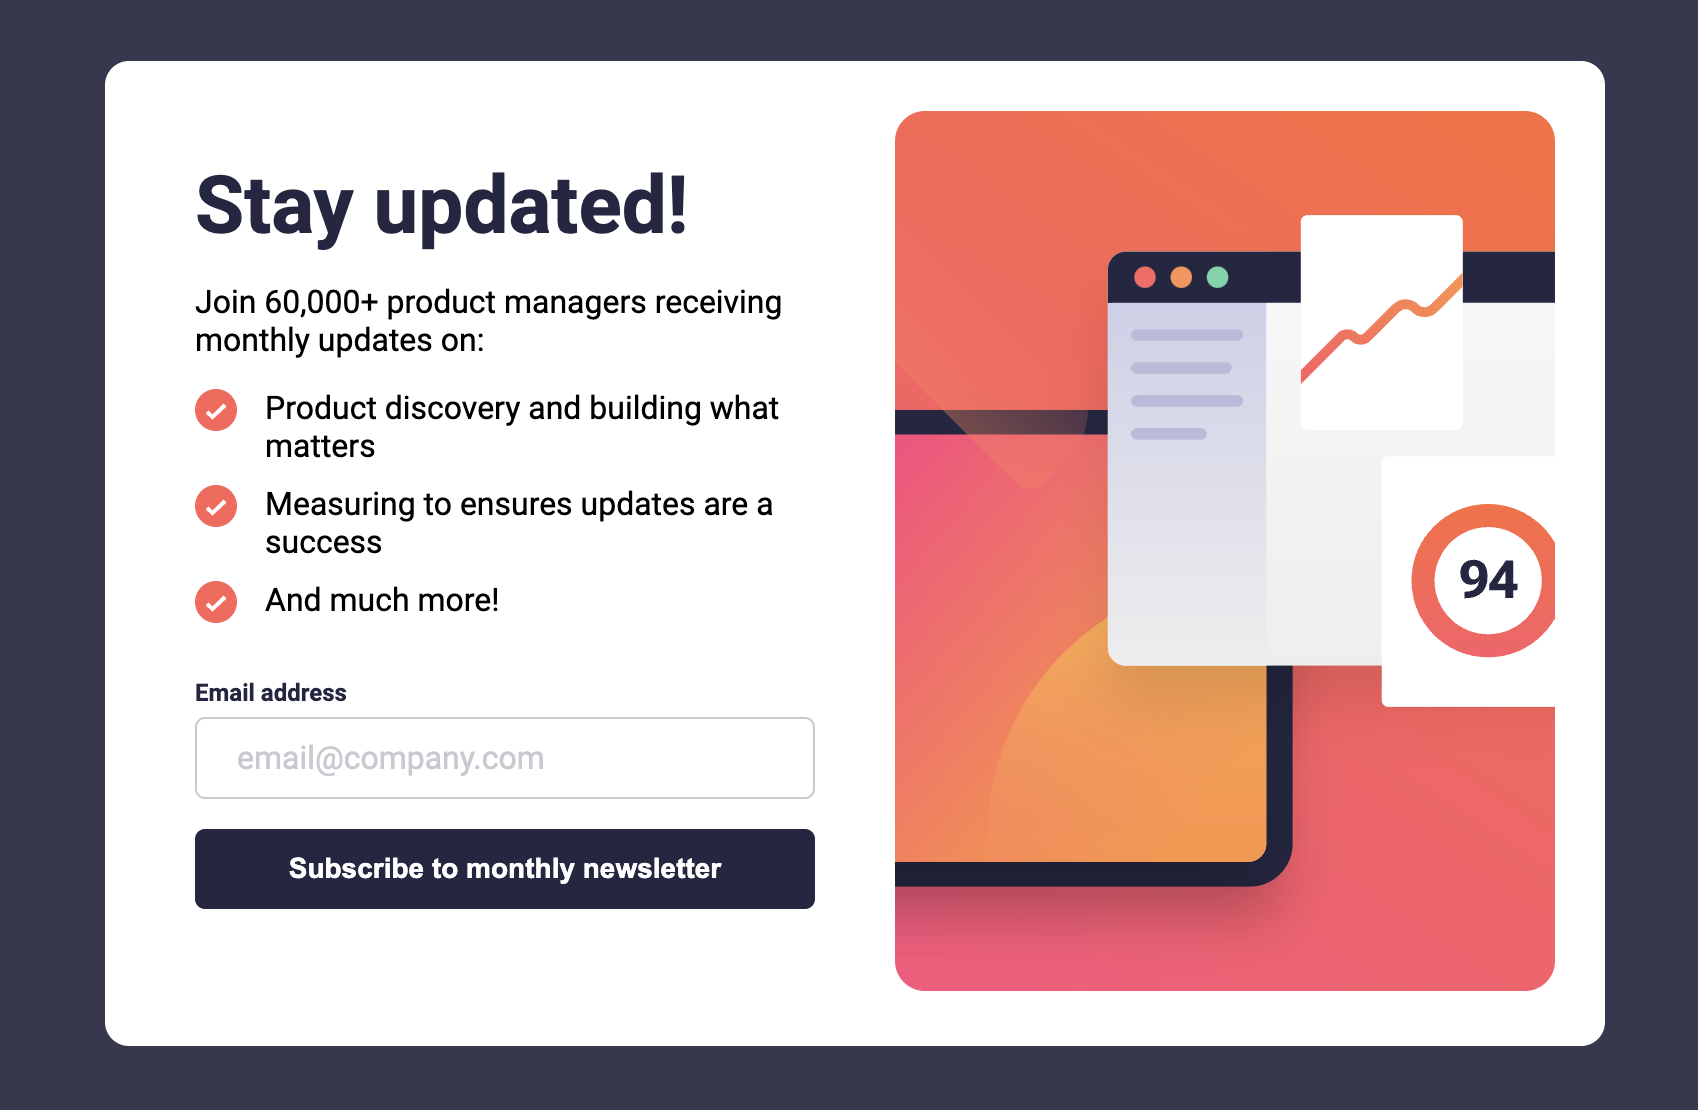 Stay updated!
Join 60,000+ product managers receiving
monthly updates on:
Product discovery and building what
matters
Measuring to ensures updates are a
success
And much more!
Email address
email@company.com
Subscribe to monthly newsletter
94